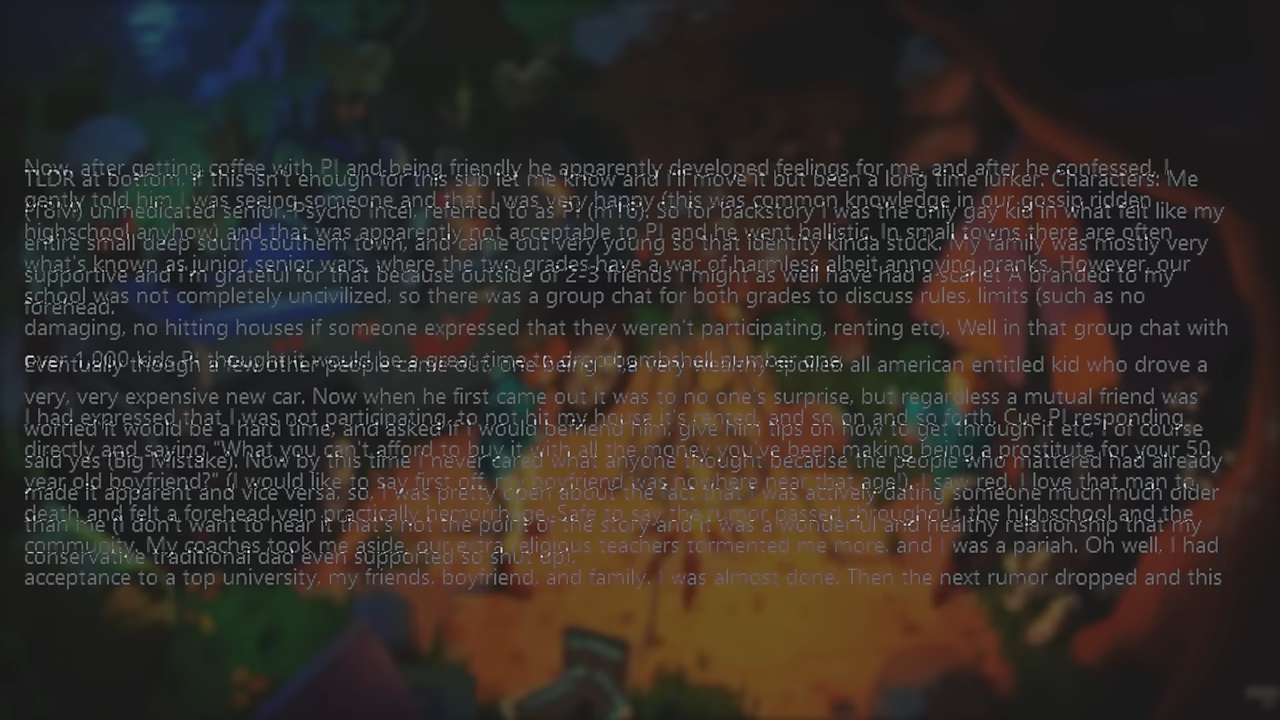 TLDR at bottom, if this isn't enough for this sub let me know and I'll move it but been a long time lurker. Characters: Me
(18M) unmedicated Psycho incel, referred to as PI (m18). So for backstory I was the only gay kid in what felt like my
entire small deep south southern town, and came out very young so that identity kinda stock. My family was mostly very
supportive and I'm grateful that because outside of 2-3 friends I might as well have had a scarlet A branded to my
forehead.
Eventually though a few other people came out, one being a very wealthy spoiled all american entitled kid who drove a
very, very expensive new car. Now when he first came out it was to no one's surprise, but regardless a mutual friend was
worried it would be a hard time, and asked if I would befriend him, give him tips on how to get through it etc, I of course
said yes (Big Mistake). Now by this time I never cared what anyone thought because the people who mattered had already
made it apparent and vice versa, so I was pretty open about the fact that I was actively dating someone much much older
than me (I don't want to hear it that's not the point of the story and it was a wonderful and healthy relationship that my
conservative traditional dad even supported so shut up).
Now, after getting coffee with PI and being friendly he apparently developed feelings for me, and after he confessed, I
gently told him I was seeing someone and that I was very happy (this was common knowledge in our gossip ridden
highschool I know) and that was apparently not acceptable to PI and he went ballistic. In small towns there are often
what's known as junior senior wars, where the two grades have a war of harmless albeit annoying pranks. However, our
school was not completely uncivilized, so there was a group chat for both grades to discuss rules, limits (such as no
damaging, no hitting houses if someone expressed that they weren't participating, renting etc). Well in that group chat with
over 1,000 kids PI thought it would be a great time to drop bombshell number one.
I had expressed that I was not participating, to not hit my house it's rented, and so on and so forth. Cue PI responding
directly and saying "What you can't afford to buy it with all the money you've been making being a prostitute for your 50
year old boyfriend?" (I would like to say first off my boyfriend was no where near that age) I saw red, I love that man to
death and felt a forehead vein magically hemorrhage. Safe to say the rumor passed throughout the highschool and the
community. My coaches took me aside, our extra religious teachers tormented me more, and I was a pariah. Oh well, I had
acceptance to a top university, my friends, boyfriend, and family. I was almost done. Then the next rumor dropped and this